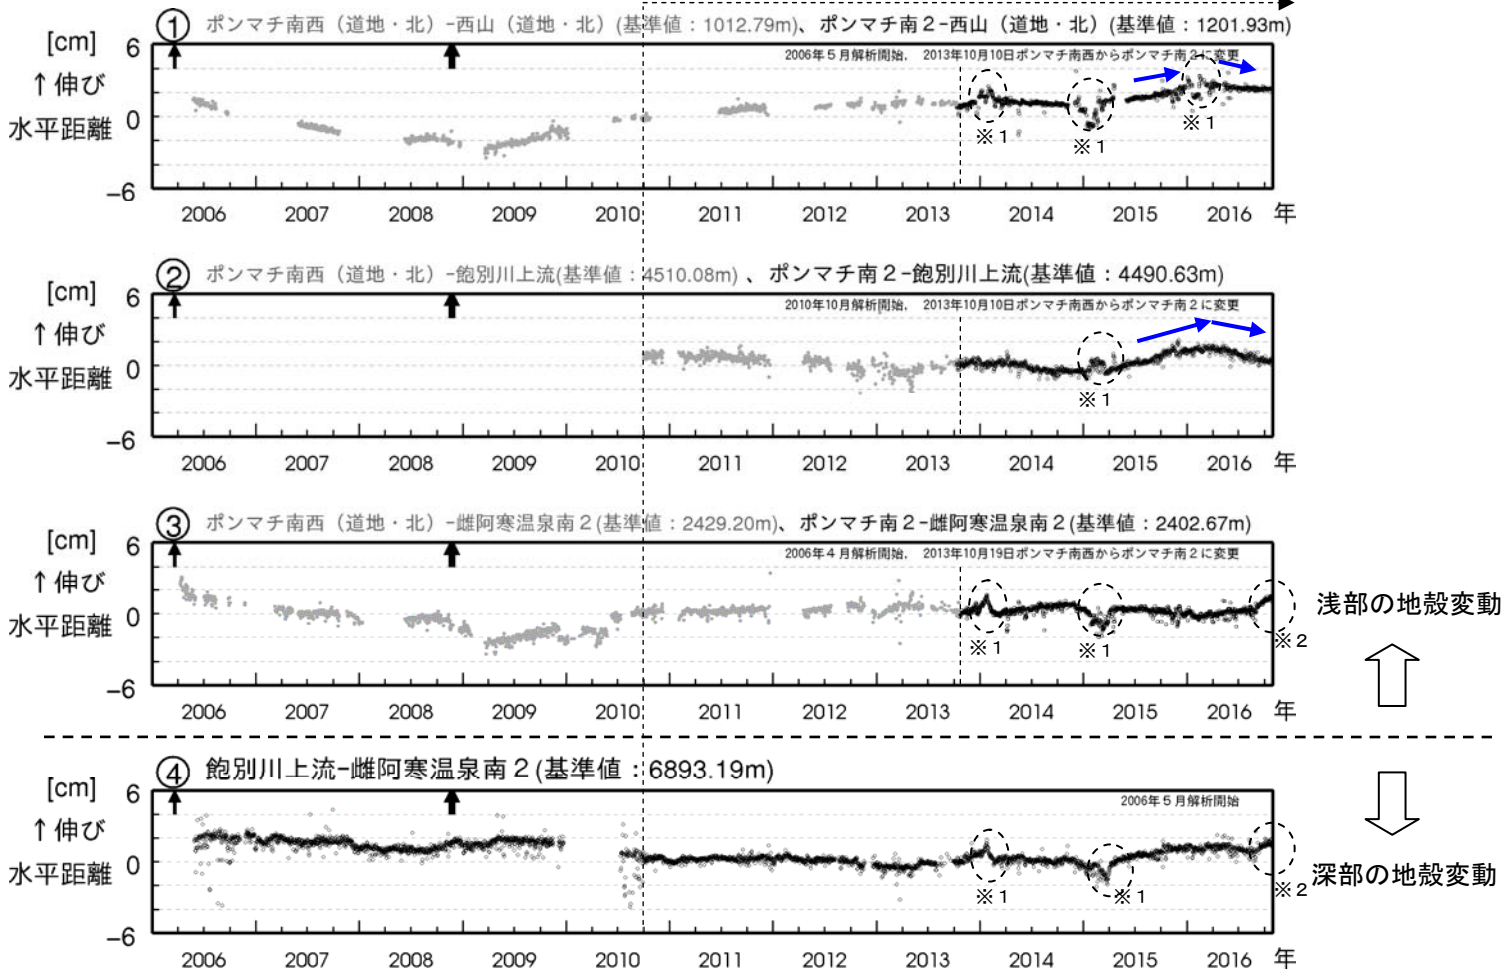 ① ポンマチ南西（道地・北）-西山（道地・北）(基準値：1012.79m)、ポンマチ南２-西山（道地・北）(基準値：1201.93m)
[cm]
6
2006年５月解析開始、 2013年10月10日ポンマチ南西からポンマチ南２に変更
↑伸び
水平距離
0
※１
※１
※１
-6
2006 2007 2008 2009 2010 2011 2012 2013 2014 2015 2016 年
② ポンマチ南西（道地・北）-飽別川上流(基準値：4510.08m) 、ポンマチ南２-飽別川上流(基準値：4490.63m)
[cm]
6
2010年10月解析開始、 2013年10月10日ポンマチ南西からポンマチ南２に変更
↑伸び
水平距離
0
※１
-6
2006 2007 2008 2009 2010 2011 2012 2013 2014 2015 2016 年
③ ポンマチ南西（道地・北）-雌阿寒温泉南２(基準値：2429.20m)、ポンマチ南２-雌阿寒温泉南２(基準値：2402.67m)
[cm]
6
2006年４月解析開始、 2013年10月19日ポンマチ南西からポンマチ南２に変更
↑伸び
水平距離
0
※１
※１
※２
浅部の地殻変動
-6
2006 2007 2008 2009 2010 2011 2012 2013 2014 2015 2016 年
④ 飽別川上流-雌阿寒温泉南２(基準値：6893.19m)
[cm]
6
2006年５月解析開始
↑伸び
水平距離
0
※１
※１
※２
深部の地殻変動
-6
2006 2007 2008 2009 2010 2011 2012 2013 2014 2015 2016 年